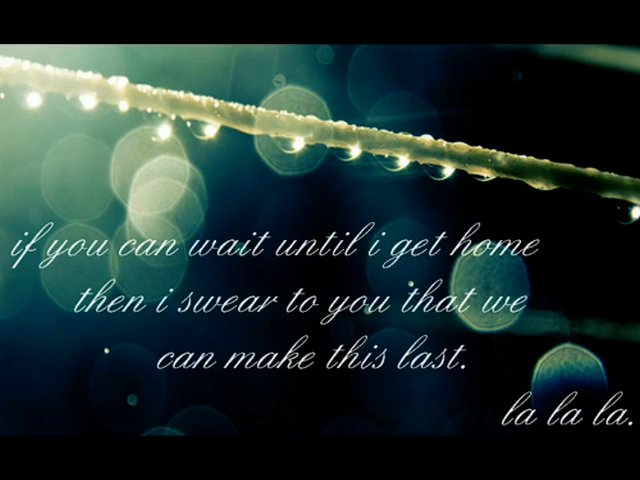 if you can wait until i get home
then i swear to you that we
can make this last.
la la la.